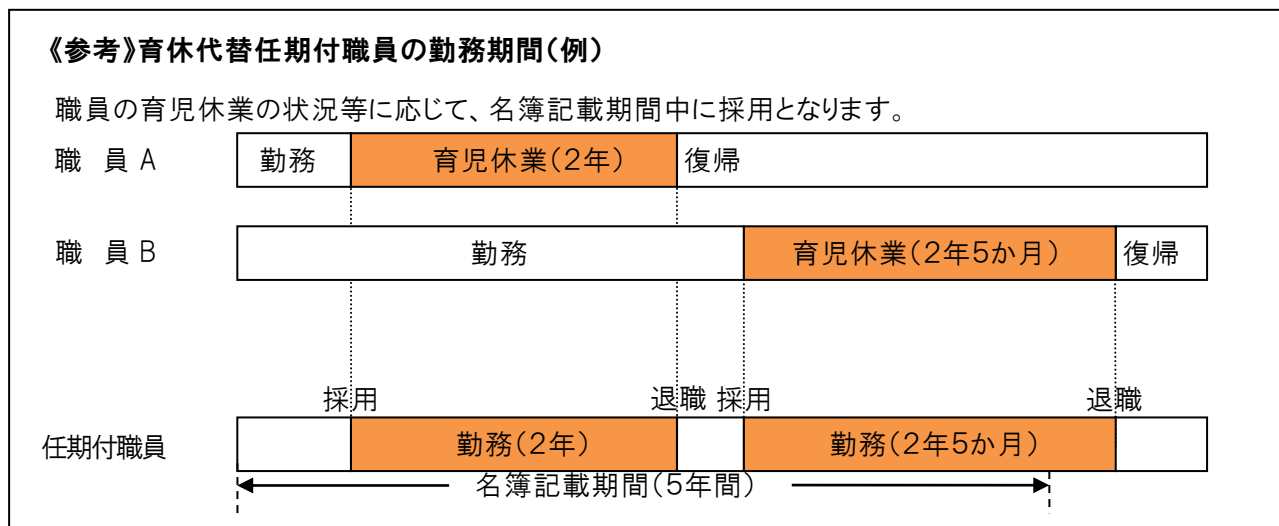 《参考》育休代替任期付職員の勤務期間(例)
職員の育児休業の状況等に応じて、名簿記載期間中に採用となります。
職 員 A 勤務 育児休業(2年) 復帰
職 員 B 勤務 育児休業(2年5か月) 復帰
採用 退職 採用 退職
任期付職員 勤務(2年) 勤務(2年5か月)
名簿記載期間(5年間)